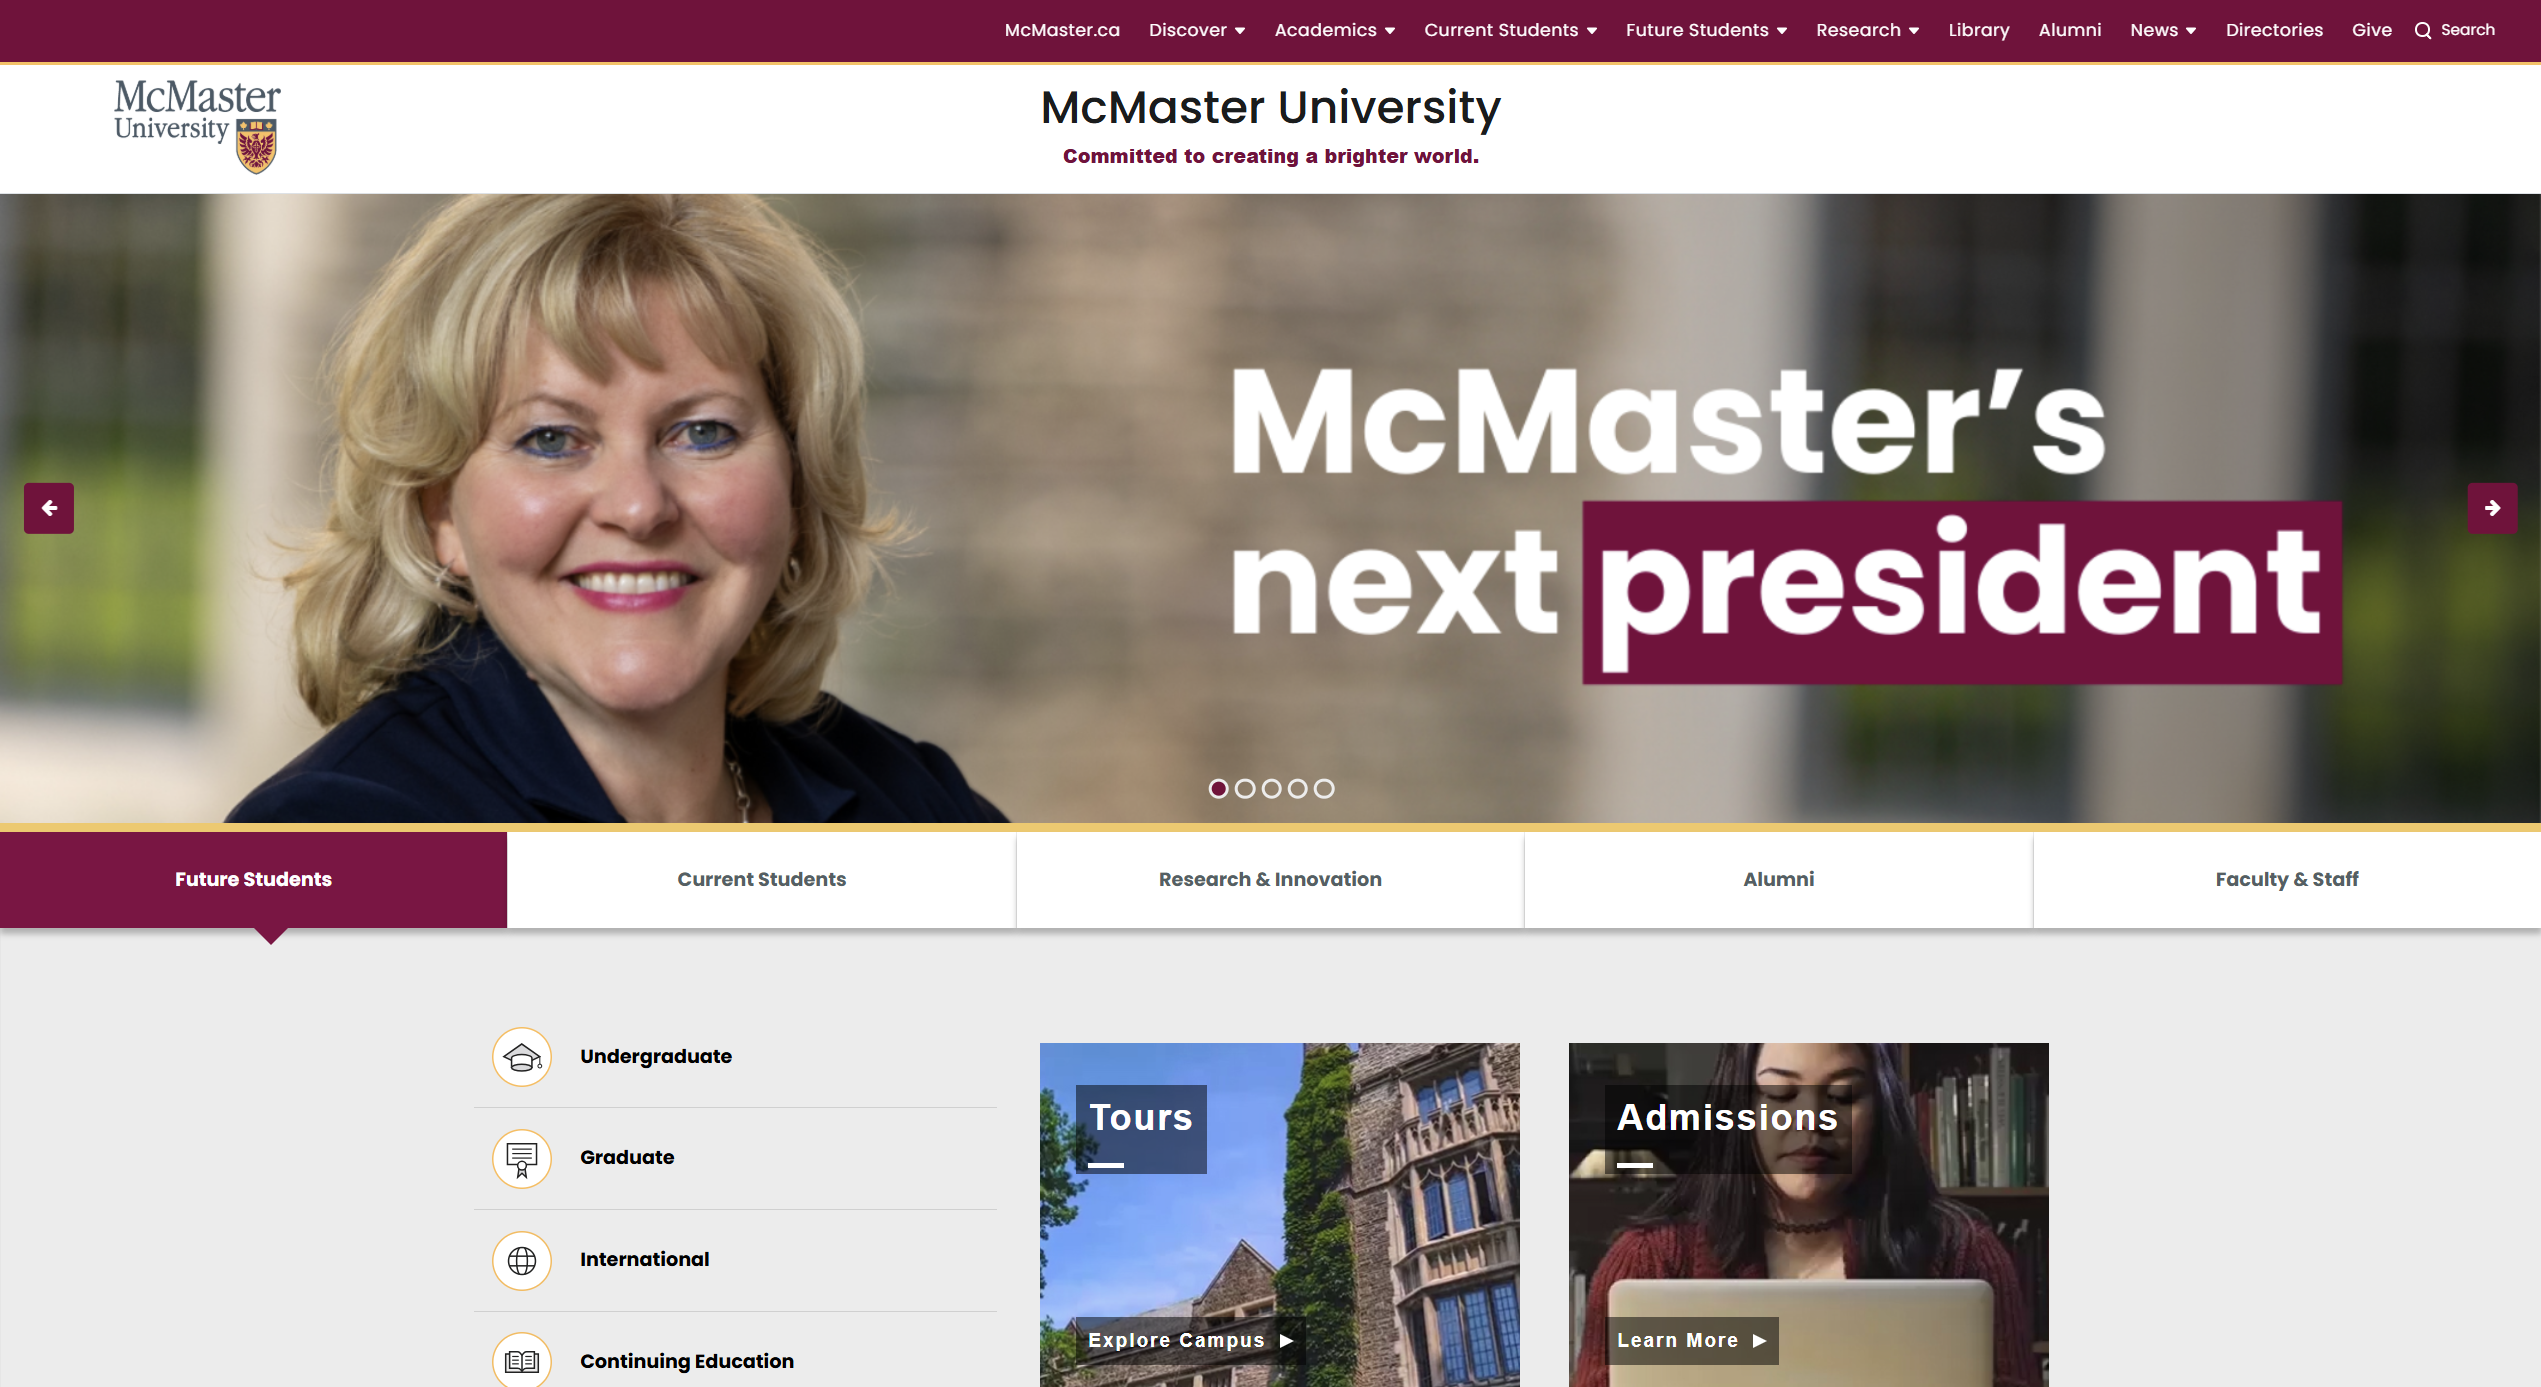 McMaster.ca Discover Academics Current Students Future Students Research Library Alumni News Directories Give Search
McMaster
University
McMaster University
Committed to creating a brighter world.
McMaster’s
next president
Future Students Current Students Research & Innovation Alumni Faculty & Staff
Undergraduate
Graduate
International
Continuing Education
Tours
Explore Campus
Admissions
Learn More